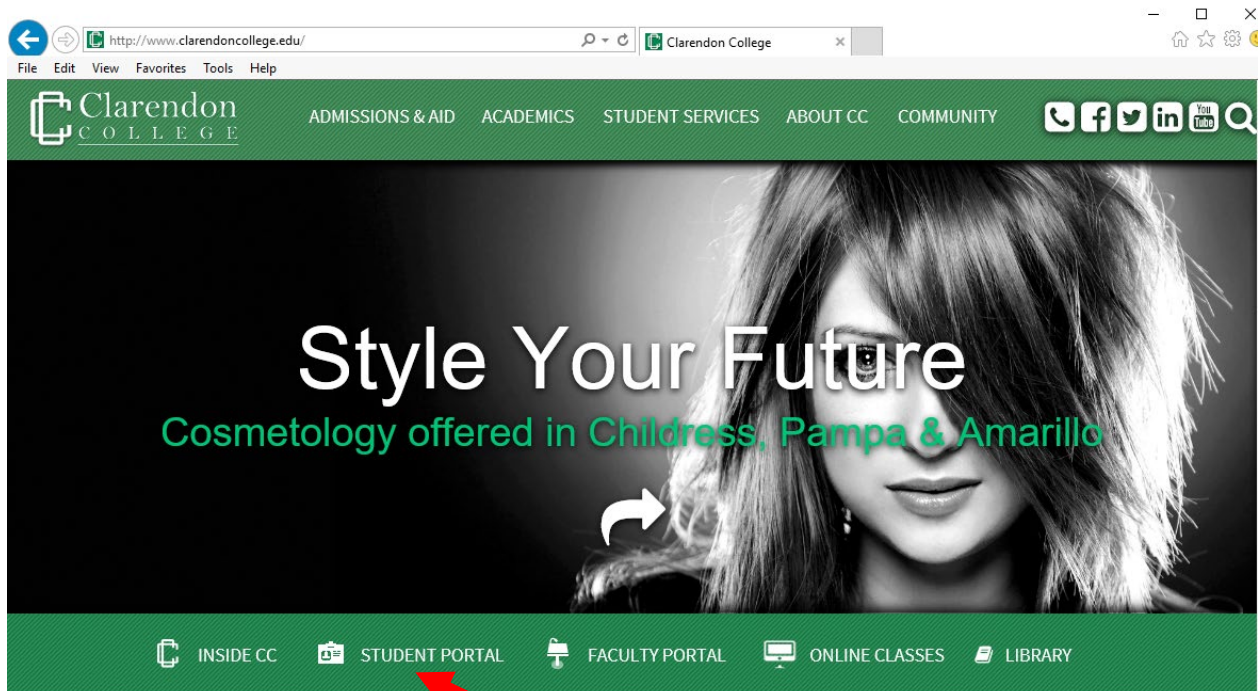 http://www.clarendoncollege.edu/
Clarendon College
File Edit View Favorites Tools Help
Clarendon
COLLEGE
ADMISSIONS & AID ACADEMICS STUDENT SERVICES ABOUT CC COMMUNITY
You
Tube
Style Your Future
Cosmetology offered in Childress, Pampa & Amarillo
INSIDE CC STUDENT PORTAL FACULTY PORTAL ONLINE CLASSES LIBRARY